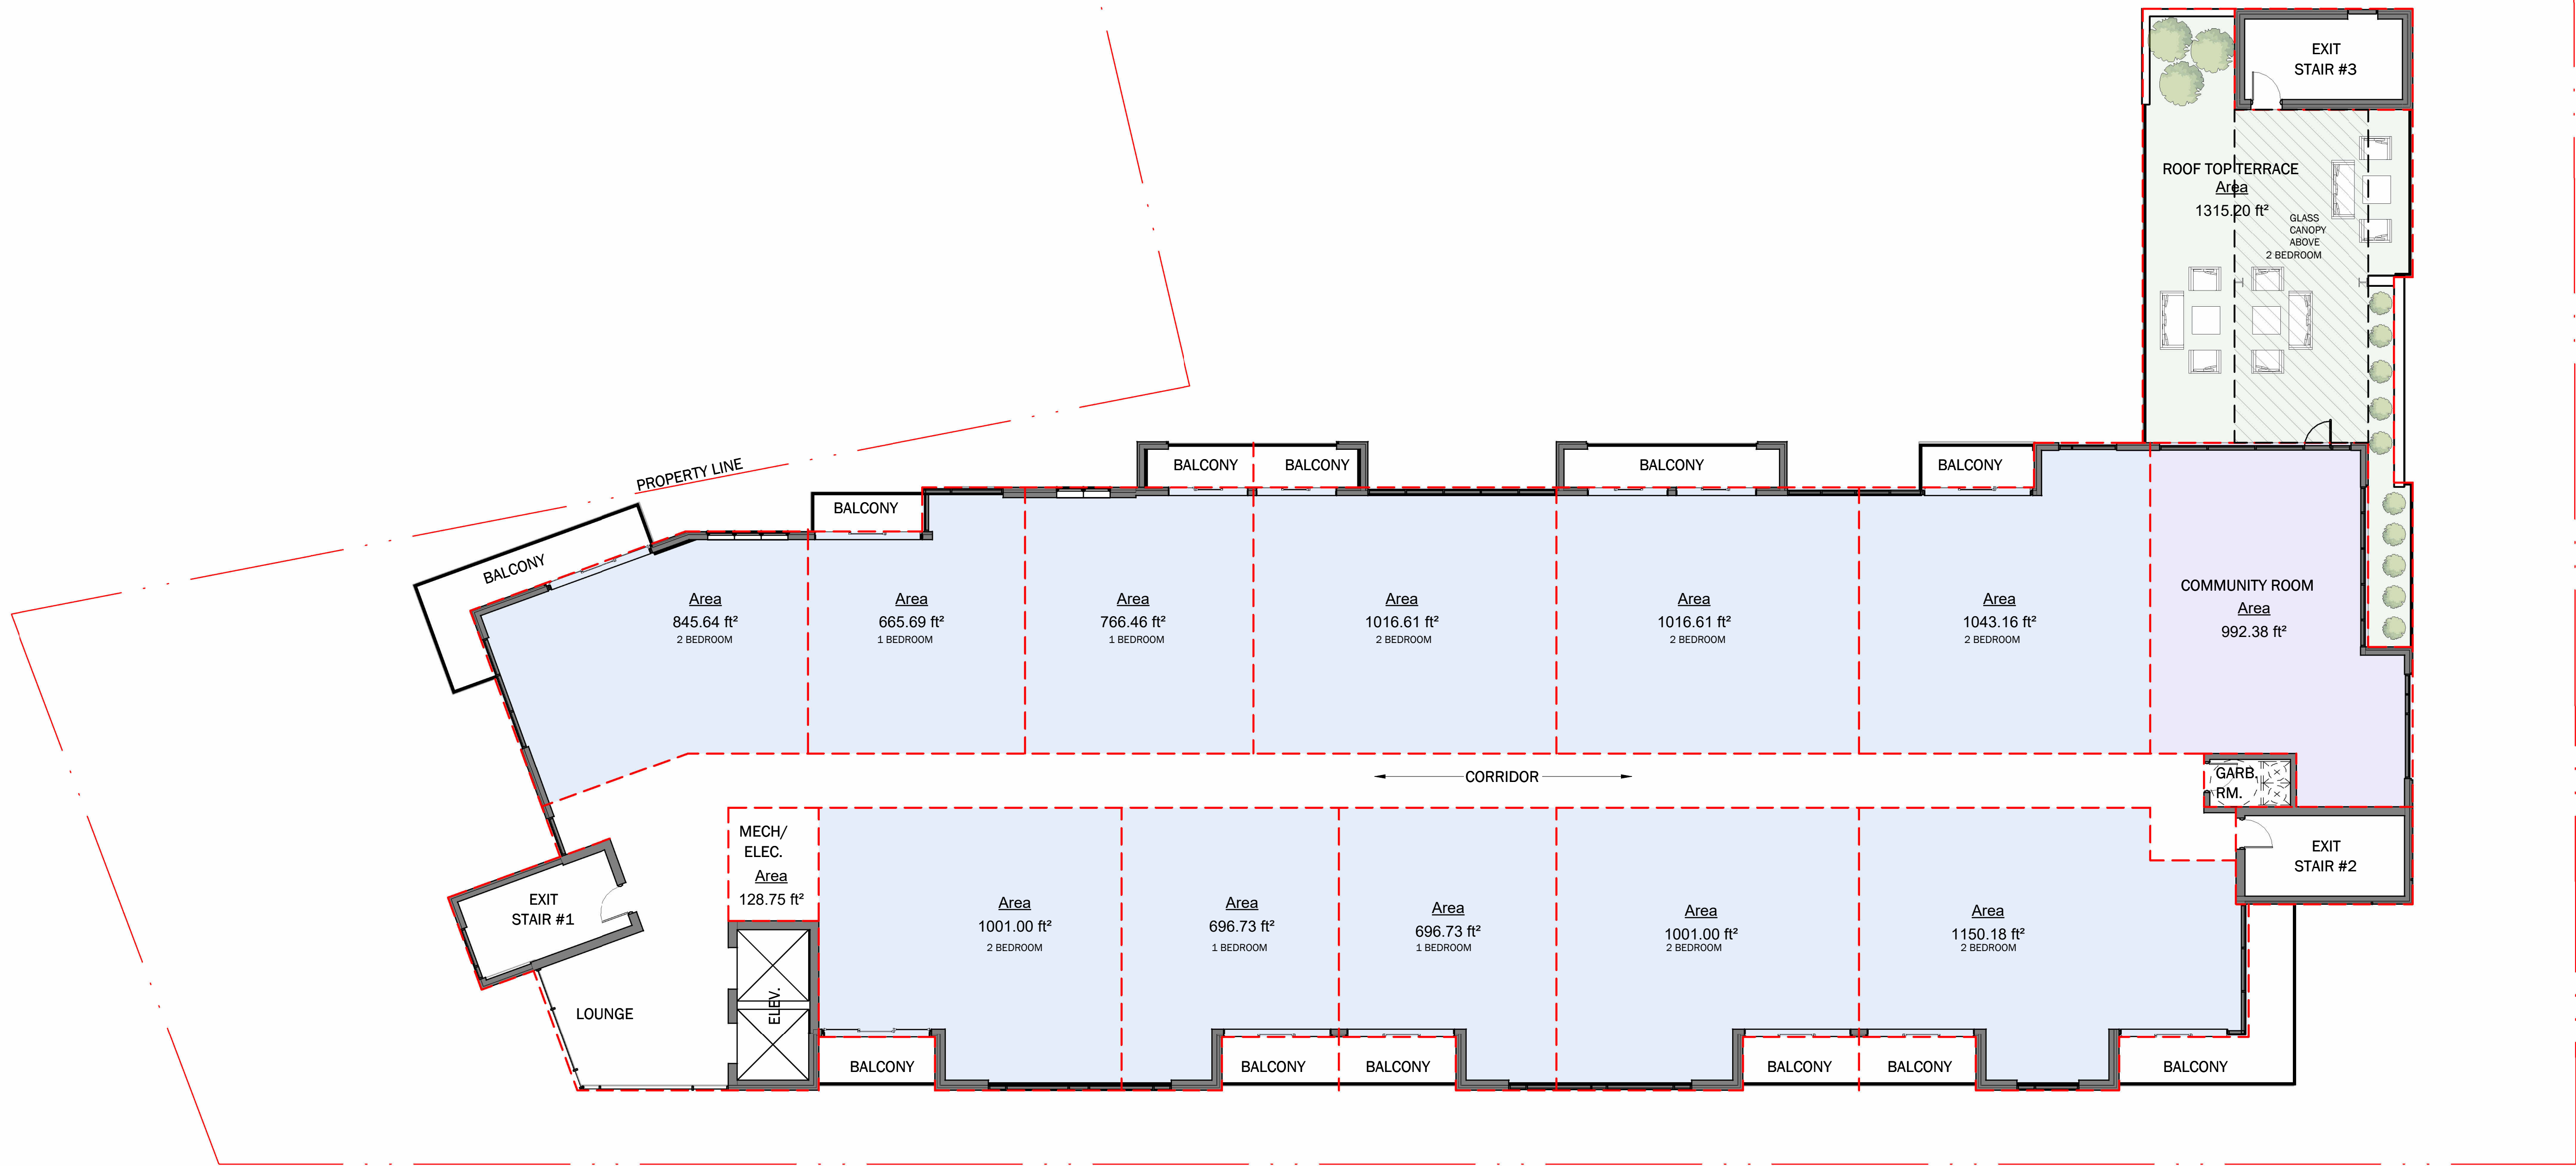 EXIT
STAIR #3
ROOF TOP TERRACE
Area
1315.20 ft²
GLASS
CANOPY
ABOVE
2 BEDROOM
PROPERTY LINE
BALCONY
BALCONY
BALCONY
BALCONY
BALCONY
BALCONY
Area
845.64 ft²
2 BEDROOM
Area
665.69 ft²
1 BEDROOM
Area
766.46 ft²
1 BEDROOM
Area
1016.61 ft²
2 BEDROOM
Area
1016.61 ft²
2 BEDROOM
Area
1043.16 ft²
2 BEDROOM
COMMUNITY ROOM
Area
992.38 ft²
CORRIDOR
GARB.
RM.
MECH/
ELEC.
Area
128.75 ft²
EXIT
STAIR #1
EXIT
STAIR #2
LOUNGE
ELEV.
Area
1001.00 ft²
2 BEDROOM
Area
696.73 ft²
1 BEDROOM
Area
696.73 ft²
1 BEDROOM
Area
1001.00 ft²
2 BEDROOM
Area
1150.18 ft²
2 BEDROOM
BALCONY
BALCONY
BALCONY
BALCONY
BALCONY
BALCONY